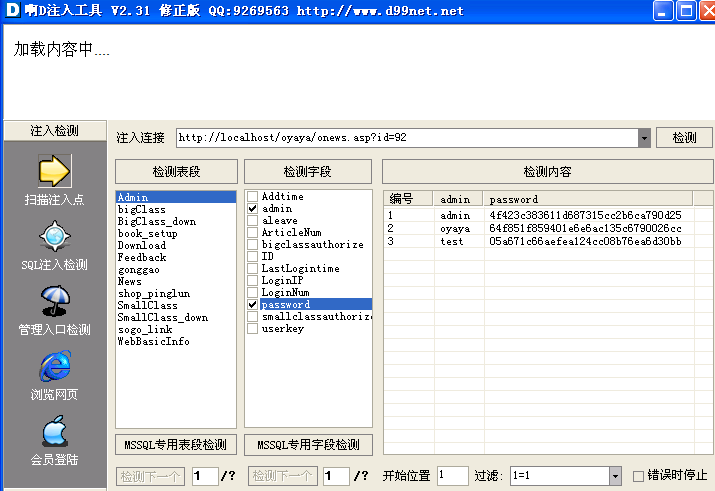 啊D注入工具 V2.31 修正版 QQ:9269563 http://www.d99net.net
加载内容中....
注入检测
注入连接 http://localhost/oyaya/onews.asp?id=92 检测
扫描注入点
SQL注入检测
管理入口检测
浏览网页
会员登陆
检测表段
Admin
bigClass
BigClass_down
book_setup
Download
Feedback
gonggao
News
shop_pinglun
SmallClass
SmallClass_down
sogo_link
WebBasicInfo
MSSQL专用表段检测
检测下一个 1 /?
检测字段
Addtime
admin
aleave
ArticleNum
bigclassauthorize
ID
LastLogintime
LoginIP
LoginNum
password
smallclassauthorize
userkey
MSSQL专用字段检测
检测下一个 1 /?
检测内容
编号 admin password
1 admin 4f423c383611d687315cc2b6ca790d25
2 oyaya 64f851f859401e6e6ac135c6790026cc
3 test 05a671c66aefea124cc08b76ea6d30bb
开始位置 1 过滤: 1=1 错误时停止